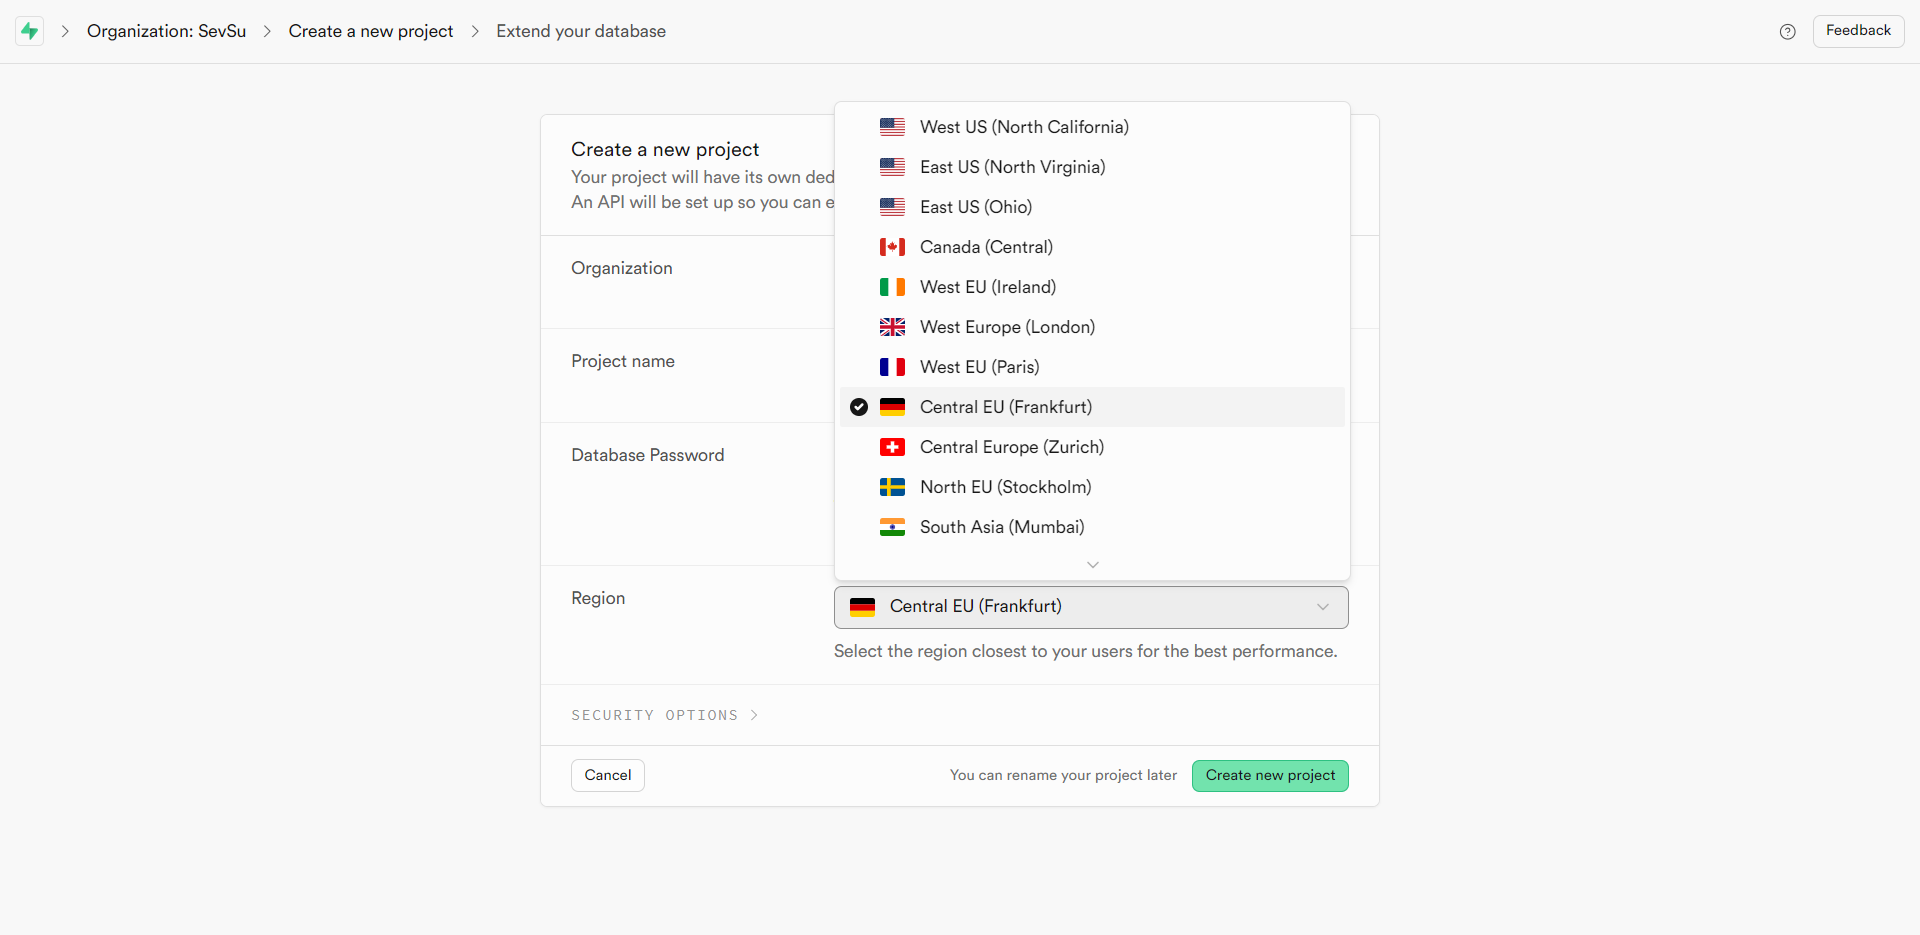 Organization: SevSu
Create a new project
Extend your database
Feedback
Create a new project
Your project will have its own ded
An API will be set up so you can e
Organization
Project name
Database Password
West US (North California)
East US (North Virginia)
East US (Ohio)
Canada (Central)
West EU (Ireland)
West Europe (London)
West EU (Paris)
Central EU (Frankfurt)
Central Europe (Zurich)
North EU (Stockholm)
South Asia (Mumbai)
Region
Central EU (Frankfurt)
Select the region closest to your users for the best performance.
SECURITY OPTIONS
Cancel
You can rename your project later
Create new project